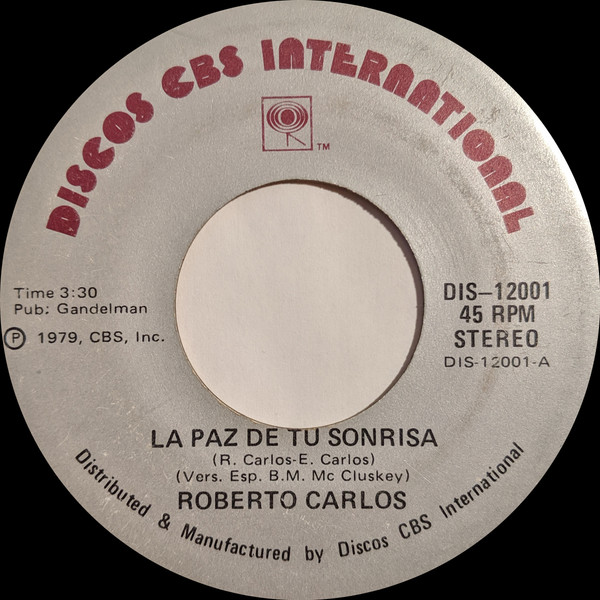 DISCOS CBS INTERNATIONAL
TM
Time 3:30
Pub: Gandelman
P 1979, CBS, Inc.
DIS-12001
45 RPM
STEREO
DIS-12001-A
LA PAZ DE TU SONRISA
(R. Carlos-E. Carlos)
(Vers. Esp. B.M. Mc Cluskey)
ROBERTO CARLOS
Distributed & Manufactured by Discos CBS International